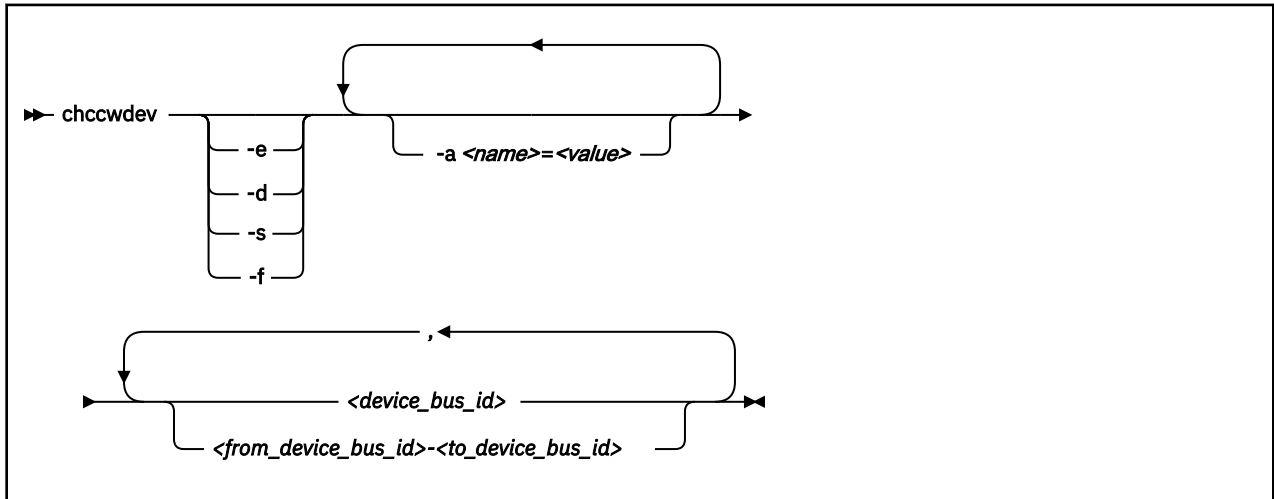 chccwdev
-e
-d
-s
-f
-a <name>=<value>
,
<device_bus_id>
<from_device_bus_id>-<to_device_bus_id>